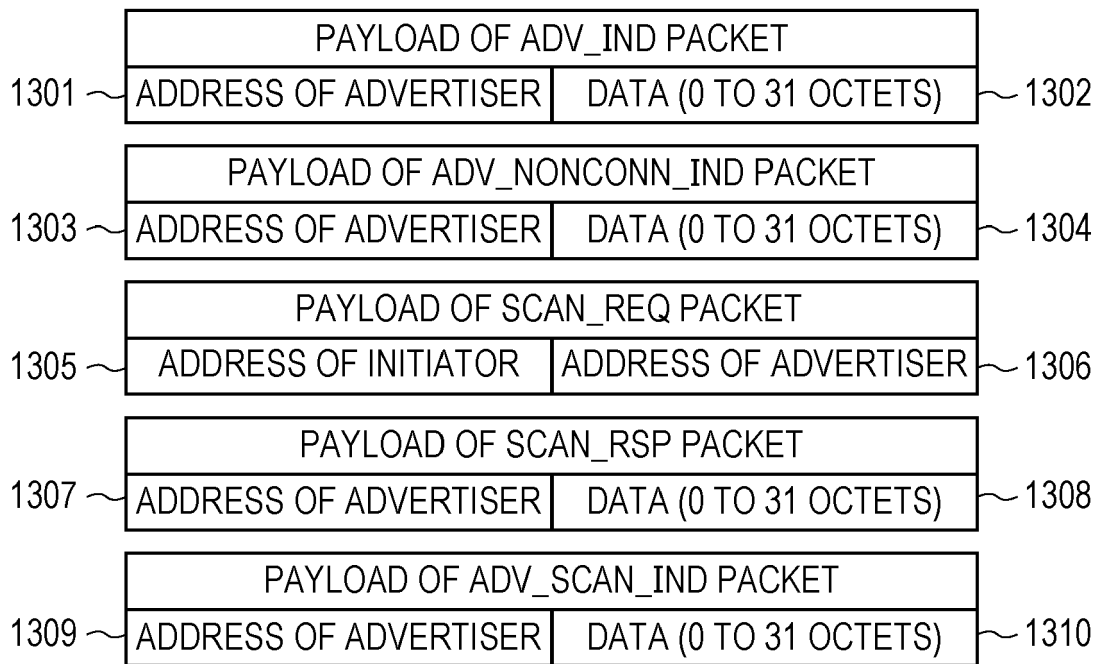 PAYLOAD OF ADV_IND PACKET
1301 ADDRESS OF ADVERTISER DATA (0 TO 31 OCTETS) 1302
PAYLOAD OF ADV_NONCONN_IND PACKET
1303 ADDRESS OF ADVERTISER DATA (0 TO 31 OCTETS) 1304
PAYLOAD OF SCAN_REQ PACKET
1305 ADDRESS OF INITIATOR ADDRESS OF ADVERTISER 1306
PAYLOAD OF SCAN_RSP PACKET
1307 ADDRESS OF ADVERTISER DATA (0 TO 31 OCTETS) 1308
PAYLOAD OF ADV_SCAN_IND PACKET
1309 ADDRESS OF ADVERTISER DATA (0 TO 31 OCTETS) 1310